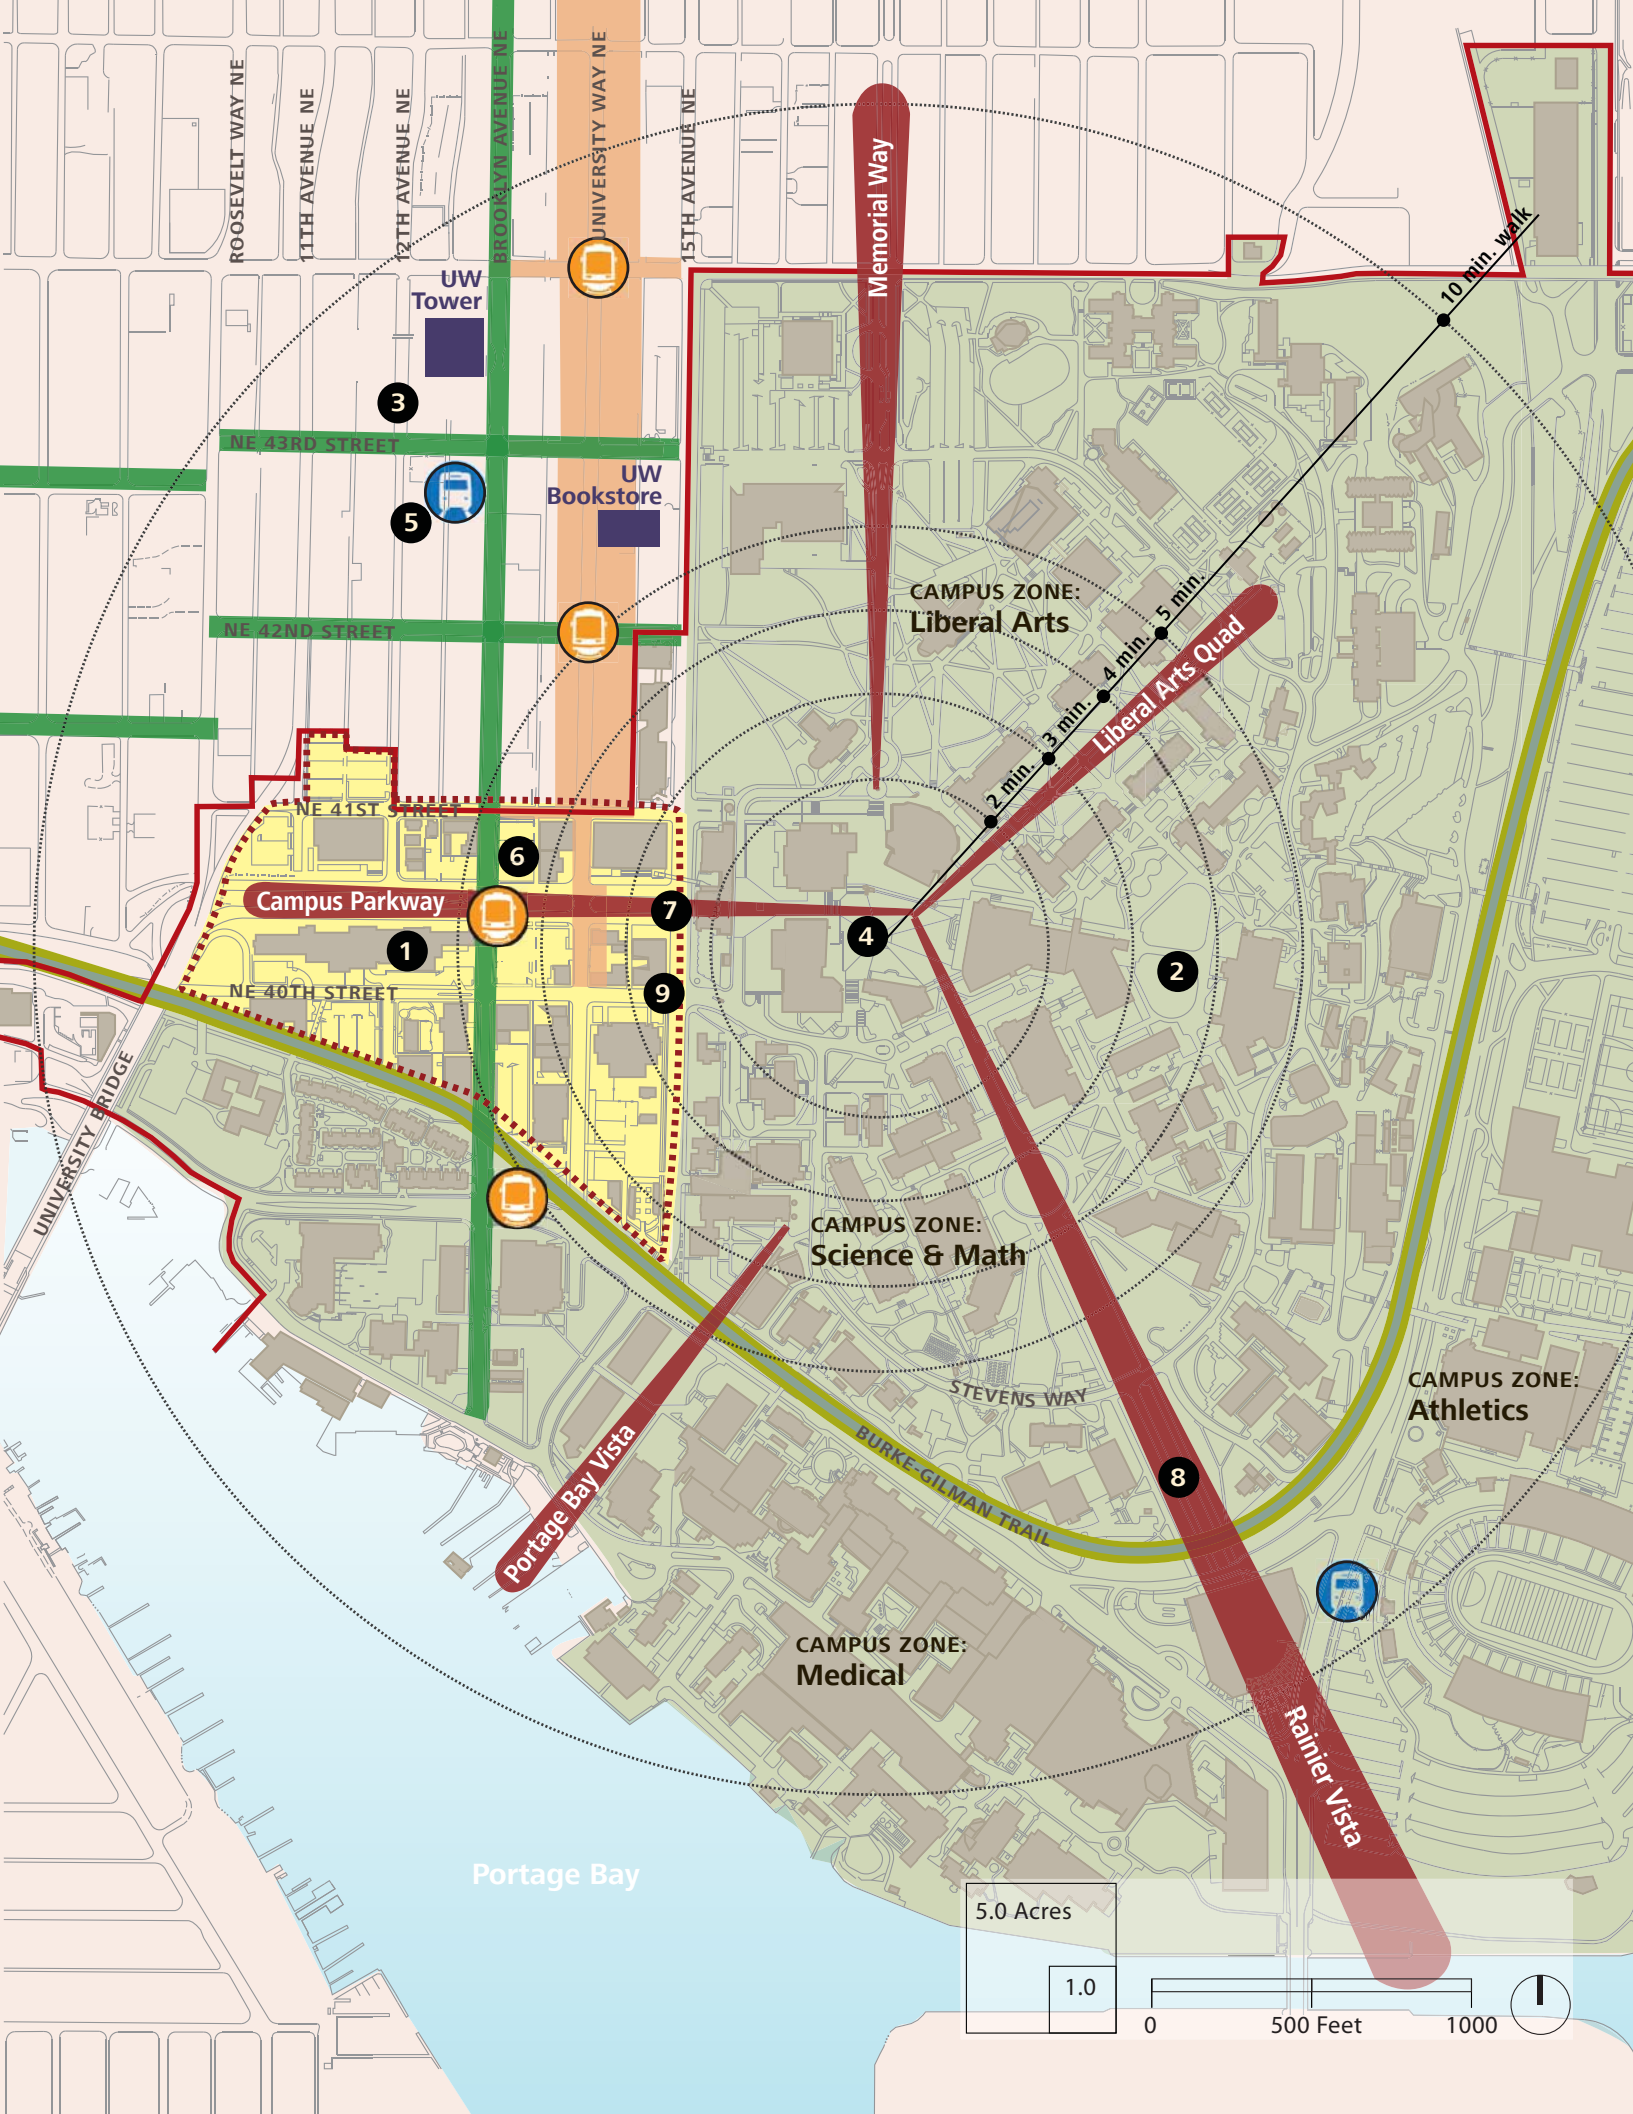 ROOSEVELT WAY NE
11TH AVENUE NE
12TH AVENUE NE
BROOKLYN AVENUE NE
UNIVERSITY WAY NE
15TH AVENUE NE
Memorial Way
10 min. walk
UW
Tower
3
NE 43RD STREET
UW
Bookstore
5
CAMPUS ZONE:
Liberal Arts
5 min.
4 min.
3 min.
2 min.
Liberal Arts Quad
NE 42ND STREET
NE 41ST STREET
6
Campus Parkway
7
4
1
2
NE 40TH STREET
9
UNIVERSITY BRIDGE
CAMPUS ZONE:
Science & Math
STEVENS WAY
CAMPUS ZONE:
Athletics
BURKE-GILMAN TRAIL
8
Portage Bay Vista
CAMPUS ZONE:
Medical
Rainier Vista
Portage Bay
5.0 Acres
1.0
0
500 Feet
1000